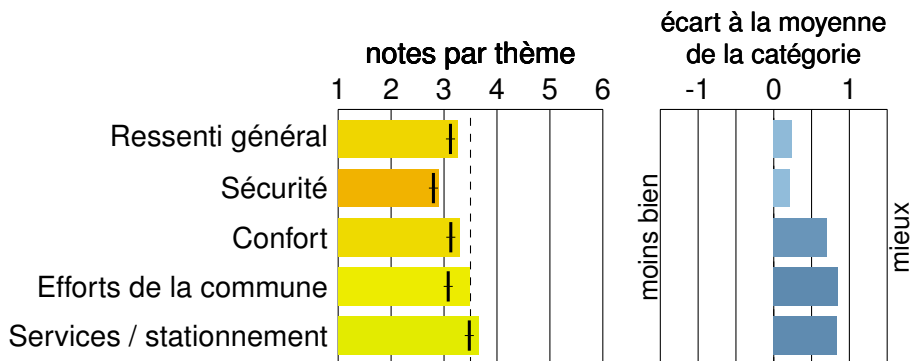 notes par thème
1 2 3 4 5 6
Ressenti général
Sécurité
Confort
Efforts de la commune
Services / stationnement
écart à la moyenne
de la catégorie
-1 0 1
moins bien
mieux